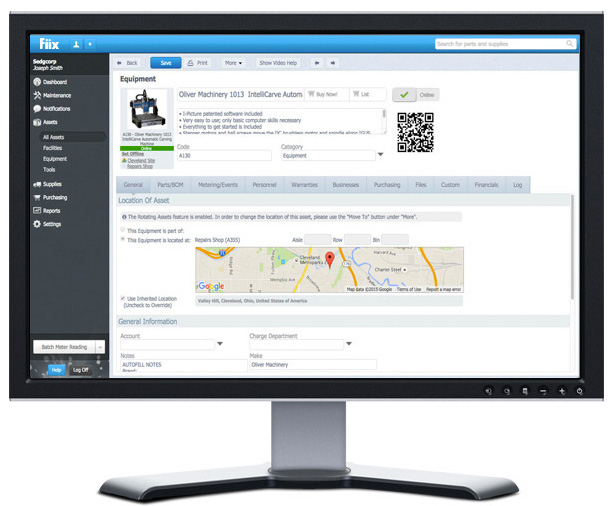 Fiix
Search for parts and supplies
Sedgcorp
Joseph Smith
Back
Save
Print
More
Show Video Help
Dashboard
Maintenance
Notifications
Assets
All Assets
Facilities
Equipment
Tools
Supplies
Purchasing
Reports
Settings
Batch Meter Reading
Help
Log Off
Equipment
A130 - Oliver Machinery 1013
IntelliCarve Automatic Carving
Machine
Online
Set Offline
Cleveland Site
Repairs Shop
Oliver Machinery 1013 IntelliCarve Autom
Buy Now!
List
Online
• I-Picture patented software included
• Very easy to use; only basic computer skills necessary
• Everything to get started is included
Code
Category
A130
Equipment
General
Parts/BOM
Metering/Events
Personnel
Warranties
Businesses
Purchasing
Files
Custom
Financials
Log
Location Of Asset
The Rotating Assets feature is enabled. In order to change the location of this asset, please use the "Move To" button under "More".
This Equipment is part of:
This Equipment is located at: Repairs Shop (A355)
Aisle
Row
Bin
Cleveland
Metroparks
Charter Steel
Google
Map data ©2015 Google
Terms of Use
Report a map error
Use Inherited Location
(Uncheck to Override)
Valley Hill, Cleveland, Ohio, United States of America
General Information
Account
Charge Department
Notes
Make
AUTOFILL NOTES
Oliver Machinery